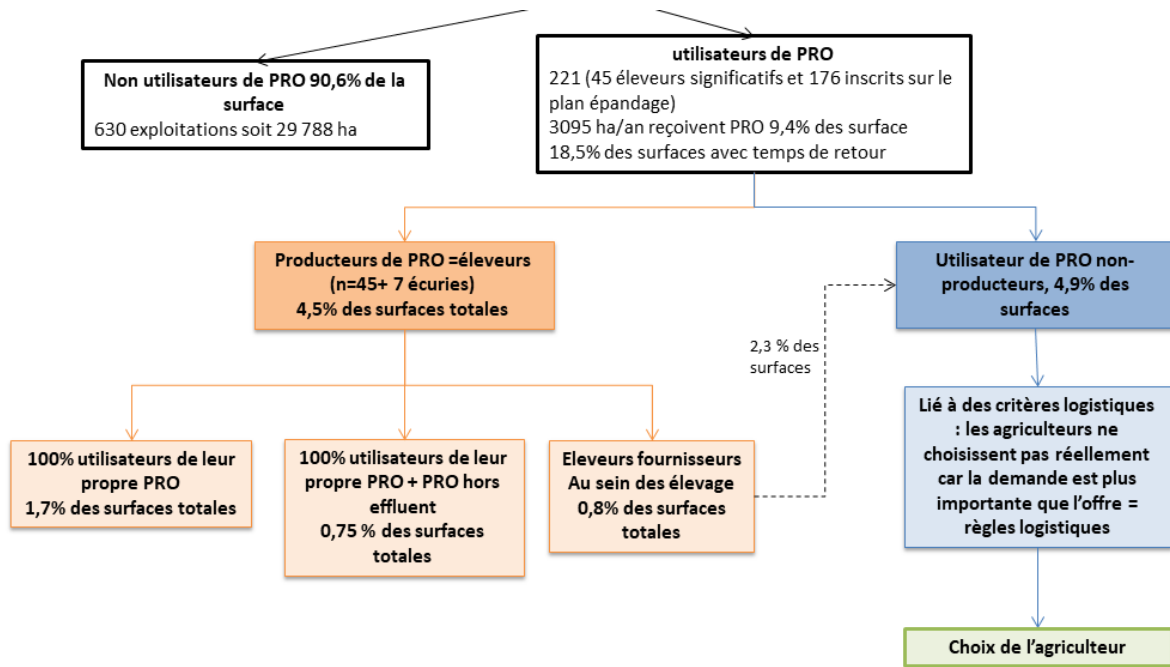 Non utilisateurs de PRO 90,6% de la
surface
630 exploitations soit 29 788 ha
utilisateurs de PRO
221 (45 éleveurs significatifs et 176 inscrits sur le
plan épandage)
3095 ha/an reçoivent PRO 9,4% des surface
18,5% des surfaces avec temps de retour
Producteurs de PRO =éleveurs
(n=45+ 7 écuries)
4,5% des surfaces totales
Utilisateur de PRO non-
producteurs, 4,9% des
surfaces
2,3 % des
surfaces
100% utilisateurs de leur
propre PRO
1,7% des surfaces totales
100% utilisateurs de leur
propre PRO + PRO hors
effluent
0,75 % des surfaces
totales
Eleveurs fournisseurs
Au sein des élevage
0,8% des surfaces
totales
Lié à des critères logistiques
: les agriculteurs ne
choisissent pas réellement
car la demande est plus
importante que l’offre =
règles logistiques
Choix de l’agriculteur